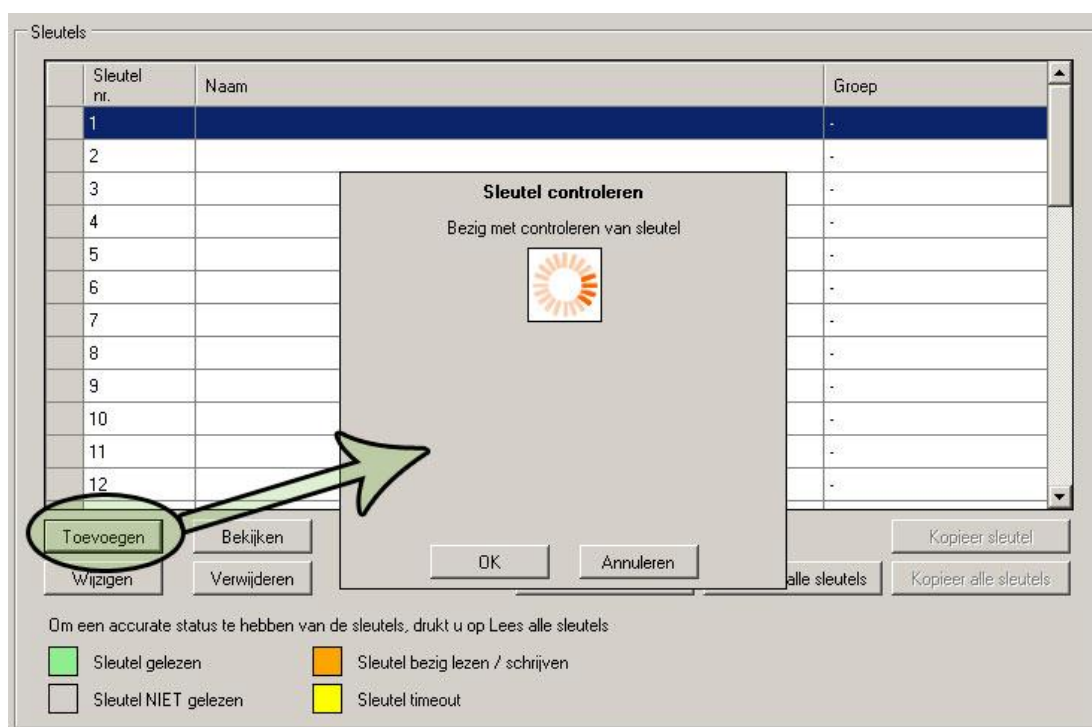 Sleutels
Sleutel nr. Naam Groep
1 -
2 -
3 -
4 -
5 -
6 -
7 -
8 -
9 -
10 -
11 -
12 -
Sleutel controleren
Bezig met controleren van sleutel
OK Annuleren
Toevoegen Bekijken Kopieer sleutel
Wijzigen Verwijderen alle sleutels Kopieer alle sleutels
Om een accurate status te hebben van de sleutels, drukt u op Lees alle sleutels
Sleutel gelezen Sleutel bezig lezen / schrijven
Sleutel NIET gelezen Sleutel timeout